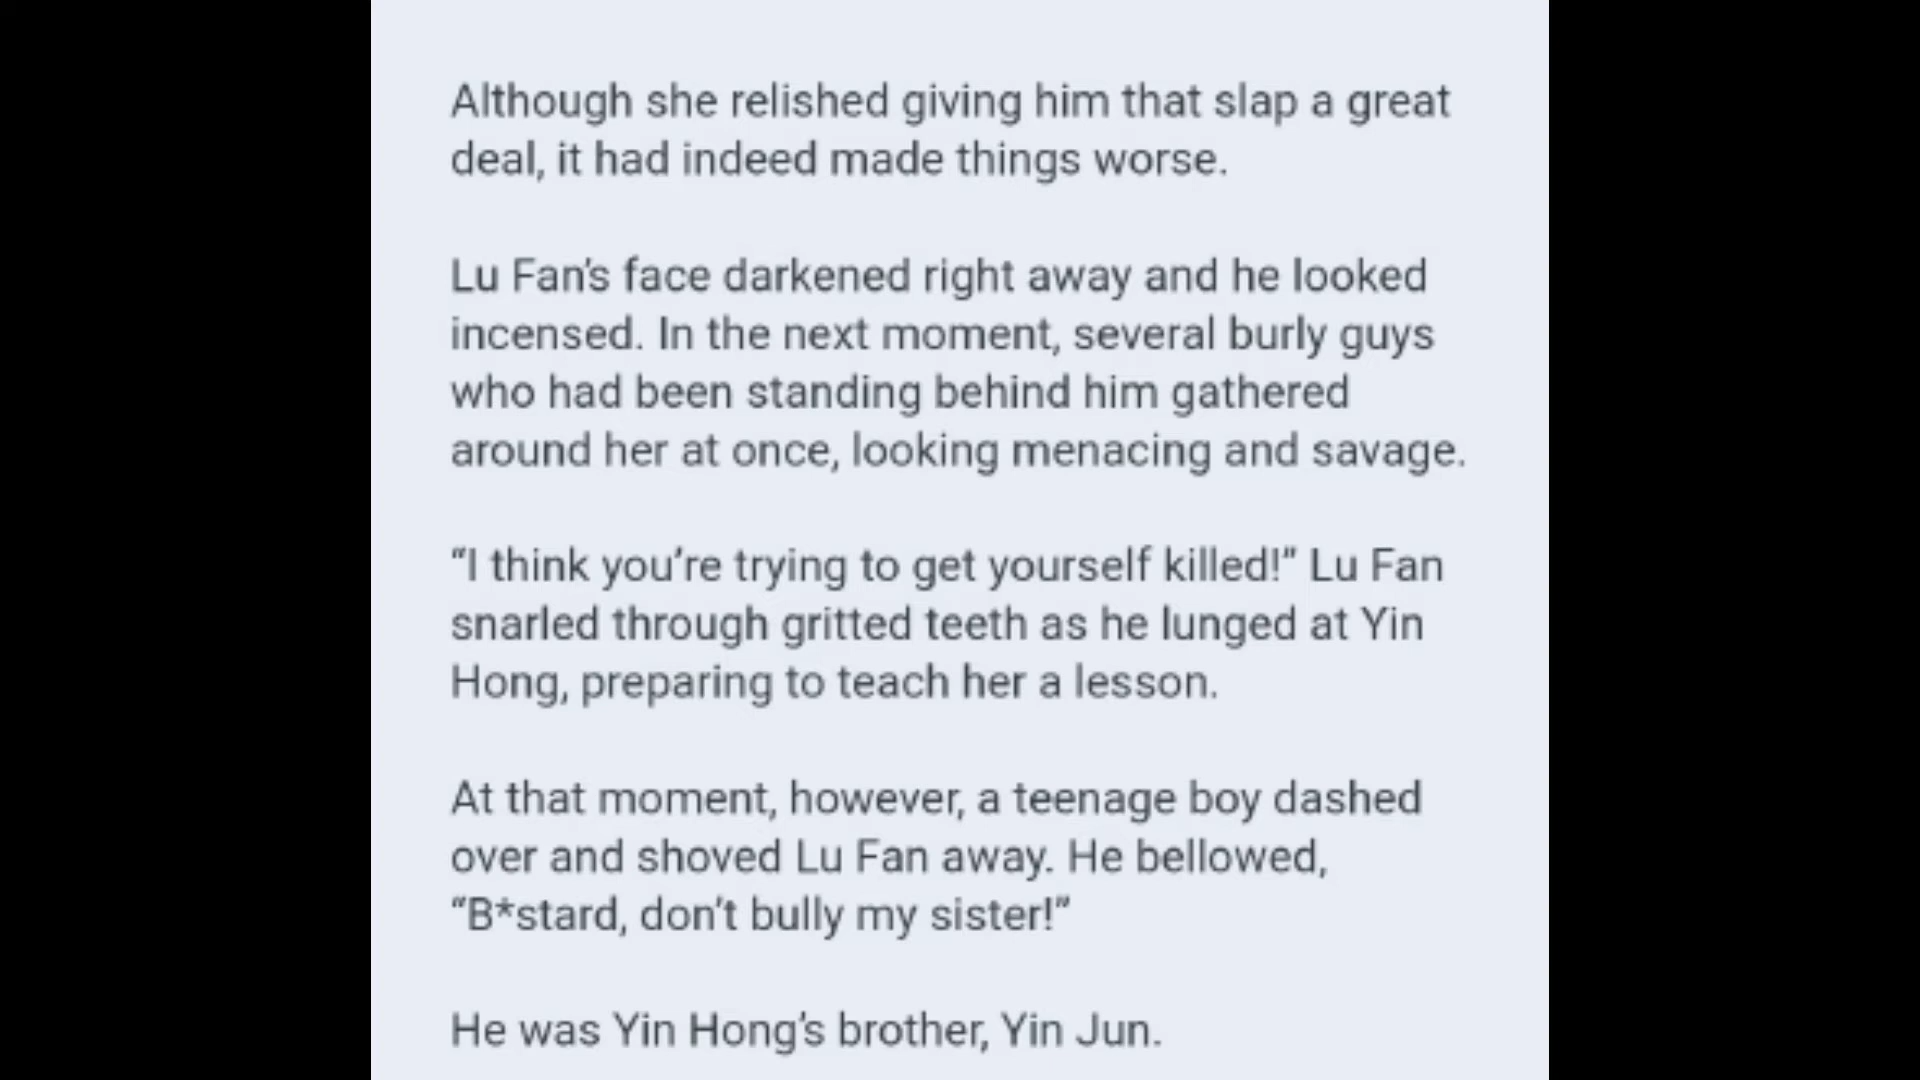 Although she relished giving him that slap a great
deal, it had indeed made things worse.
Lu Fan’s face darkened right away and he looked
incensed. In the next moment, several burly guys
who had been standing behind him gathered
around her at once, looking menacing and savage.
“I think you’re trying to get yourself killed!” Lu Fan
snarled through gritted teeth as he lunged at Yin
Hong, preparing to teach her a lesson.
At that moment, however, a teenage boy dashed
over and shoved Lu Fan away. He bellowed,
“B*stard, don’t bully my sister!”
He was Yin Hong’s brother, Yin Jun.